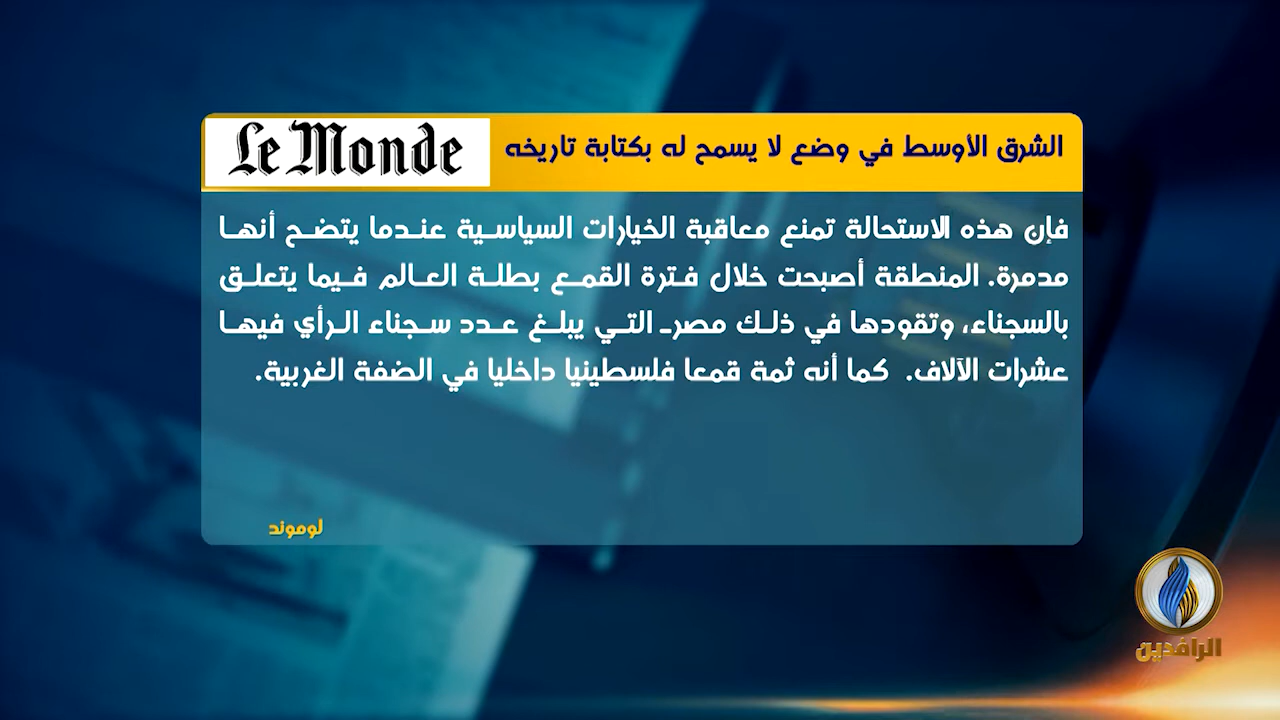 الشرق الأوسط في وضع لا يسمح له بكتابة تاريخه
Le Monde
فإن هذه الاستحالة تمنع معاقبة الخيارات السياسية عندما يتضح أنها
مدمرة. المنطقة أصبحت خلال فترة القمع بطلة العالم فيما يتعلق
بالسجناء، وتقودها في ذلك مصر التي يبلغ عدد سجناء الرأي فيها
عشرات الآلاف. كما أنه ثمة قمعا فلسطينيا داخليا في الضفة الغربية.
لوموند
الرافدين